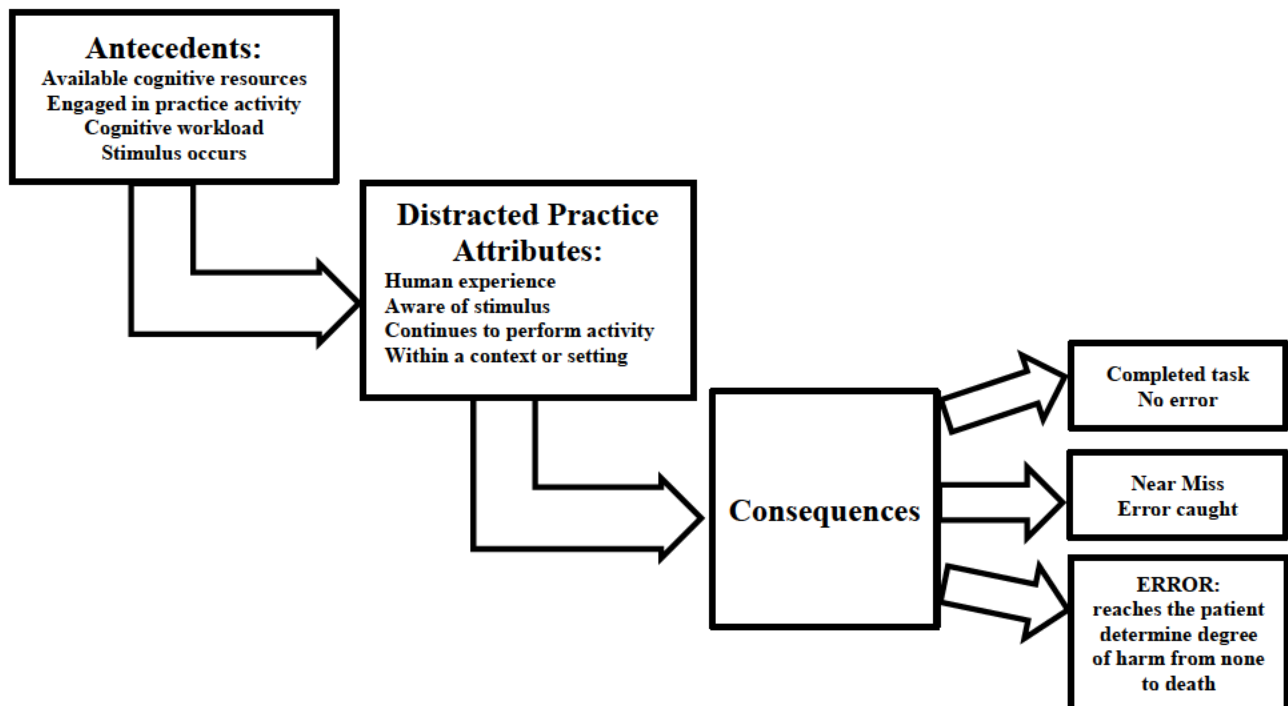 Antecedents:
Available cognitive resources
Engaged in practice activity
Cognitive workload
Stimulus occurs
Distracted Practice
Attributes:
Human experience
Aware of stimulus
Continues to perform activity
Within a context or setting
Consequences
Completed task
No error
Near Miss
Error caught
ERROR:
reaches the patient
determine degree
of harm from none
to death